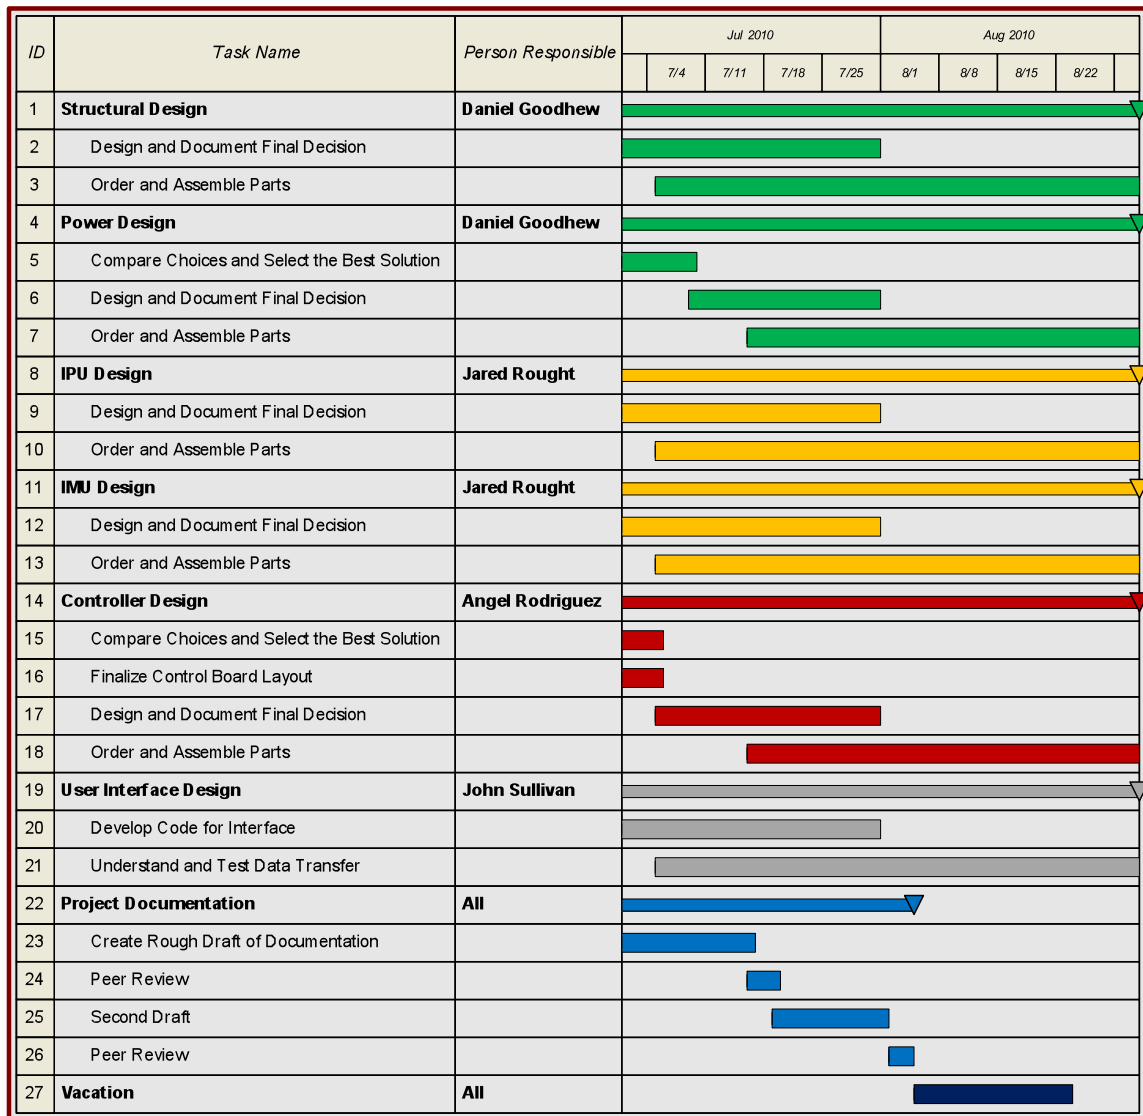 ID Task Name Person Responsible Jul 2010 Aug 2010
7/4 7/11 7/18 7/25 8/1 8/8 8/15 8/22
1 Structural Design Daniel Goodhew
2 Design and Document Final Decision
3 Order and Assemble Parts
4 Power Design Daniel Goodhew
5 Compare Choices and Select the Best Solution
6 Design and Document Final Decision
7 Order and Assemble Parts
8 IPU Design Jared Rought
9 Design and Document Final Decision
10 Order and Assemble Parts
11 IMU Design Jared Rought
12 Design and Document Final Decision
13 Order and Assemble Parts
14 Controller Design Angel Rodriguez
15 Compare Choices and Select the Best Solution
16 Finalize Control Board Layout
17 Design and Document Final Decision
18 Order and Assemble Parts
19 User Interface Design John Sullivan
20 Develop Code for Interface
21 Understand and Test Data Transfer
22 Project Documentation All
23 Create Rough Draft of Documentation
24 Peer Review
25 Second Draft
26 Peer Review
27 Vacation All